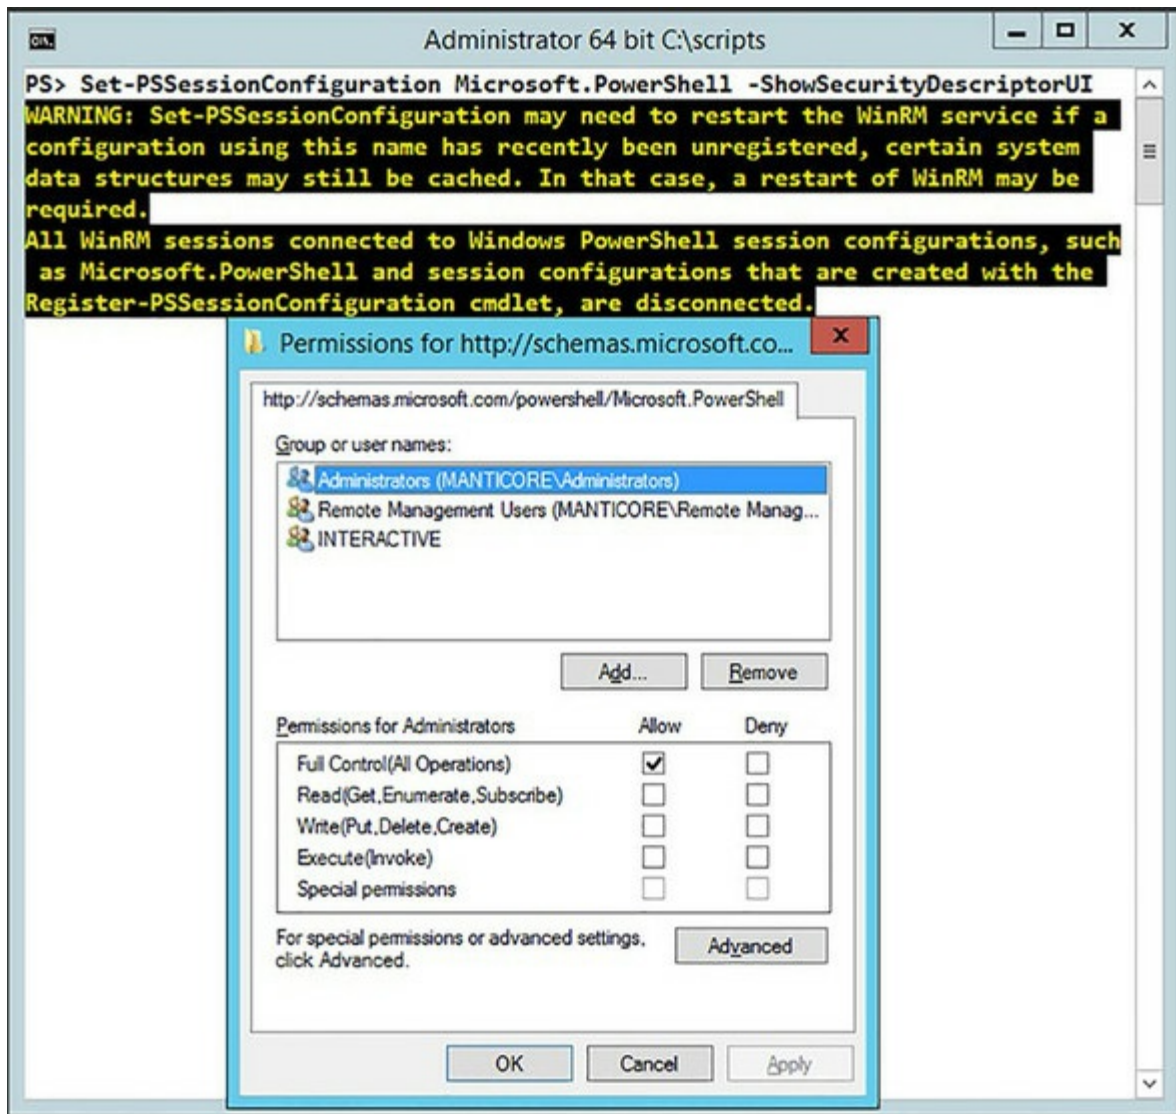 Administrator 64 bit C:\scripts
PS> Set-PSSessionConfiguration Microsoft.PowerShell -ShowSecurityDescriptorUI
WARNING: Set-PSSessionConfiguration may need to restart the WinRM service if a
configuration using this name has recently been unregistered, certain system
data structures may still be cached. In that case, a restart of WinRM may be
required.
All WinRM sessions connected to Windows PowerShell session configurations, such
as Microsoft.PowerShell and session configurations that are created with the
Register-PSSessionConfiguration cmdlet, are disconnected.
Permissions for http://schemas.microsoft.co...
http://schemas.microsoft.com/powershell/Microsoft.PowerShell
Group or user names:
Administrators (MANTICORE\Administrators)
Remote Management Users (MANTICORE\Remote Manag...
INTERACTIVE
Add... Remove
Permissions for Administrators Allow Deny
Full Control(All Operations)
Read(Get,Enumerate,Subscribe)
Write(Put,Delete,Create)
Execute(Invoke)
Special permissions
For special permissions or advanced settings,
click Advanced.
Advanced
OK Cancel Apply